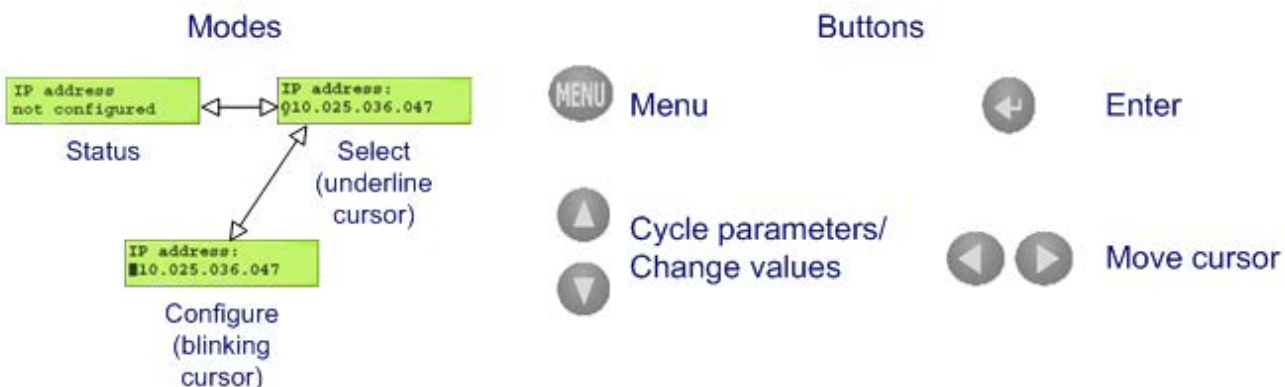 Modes
Buttons
IP address
not configured
IP address:
010.025.036.047
Status
Select
(underline
cursor)
IP address:
█10.025.036.047
Configure
(blinking
cursor)
MENU
Menu
Enter
Cycle parameters/
Change values
Move cursor